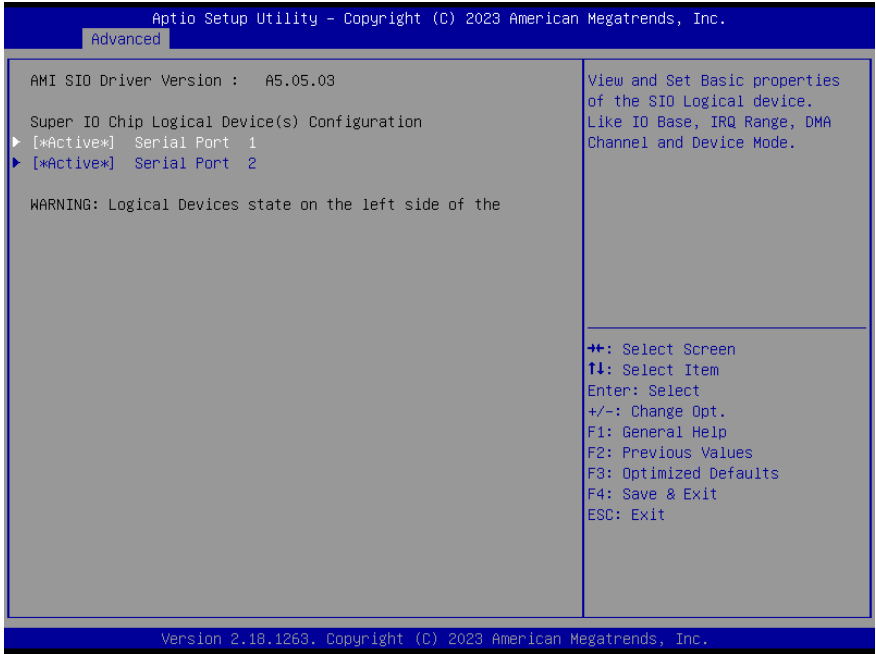 Aptio Setup Utility – Copyright (C) 2023 American Megatrends, Inc.
Advanced
AMI SIO Driver Version :   A5.05.03
Super IO Chip Logical Device(s) Configuration
▶ [*Active*]  Serial Port  1
▶ [*Active*]  Serial Port  2
WARNING: Logical Devices state on the left side of the
View and Set Basic properties
of the SIO Logical device.
Like IO Base, IRQ Range, DMA
Channel and Device Mode.
→←: Select Screen
↑↓: Select Item
Enter: Select
+/-: Change Opt.
F1: General Help
F2: Previous Values
F3: Optimized Defaults
F4: Save & Exit
ESC: Exit
Version 2.18.1263. Copyright (C) 2023 American Megatrends, Inc.